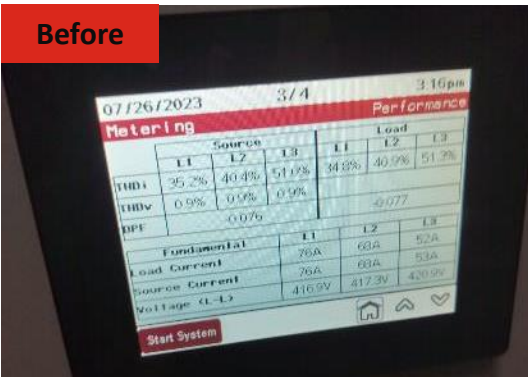 Before
07/26/2023 3/4 3:16pm
Metering Performance
Source Load
L1 L2 L3 L1 L2 L3
THDi 35.2% 40.4% 51.0% 34.8% 40.9% 51.3%
THDv 0.9% 0.9% 0.9%
DPF -0.076 -0.077
Fundamental L1 L2 L3
Load Current 76A 68A 52A
Source Current 76A 68A 53A
Voltage (L-L) 416.9V 417.3V 420.9V
Start System